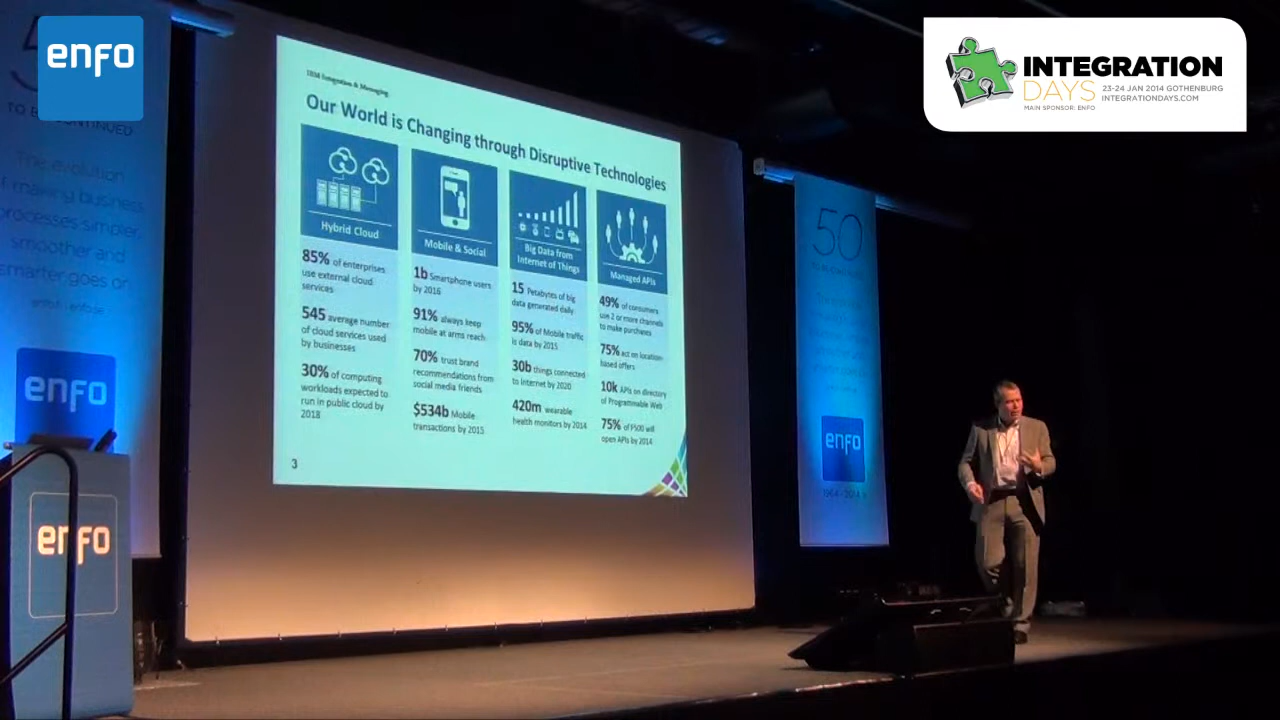 enfo
INTEGRATION
DAYS
23-24 JAN 2014 GOTHENBURG
INTEGRATIONDAYS.COM
MAIN SPONSOR: ENFO
TO BE CONTINUED
The evolution
of making business
processes simpler,
smoother and
smarter goes on
enfo
enfo
IBM Integration & Messaging
Our World is Changing through Disruptive Technologies
Hybrid Cloud
85% of enterprises
use external cloud
services
545 average number
of cloud services used
by businesses
30% of computing
workloads expected to
run in public cloud by
2018
Mobile & Social
1b Smartphone users
by 2016
91% always keep
mobile at arms reach
70% trust brand
recommendations from
social media friends
$534b Mobile
transactions by 2015
Big Data from
Internet of Things
15 Petabytes of big
data generated daily
95% of Mobile traffic
is data by 2015
30b things connected
to Internet by 2020
420m wearable
health monitors by 2014
Managed APIs
49% of consumers
use 2 or more channels
to make purchases
75% act on location-
based offers
10k APIs on directory
of Programmable Web
75% of F500 will
open APIs by 2014
3
50
enfo
1964 - 2014